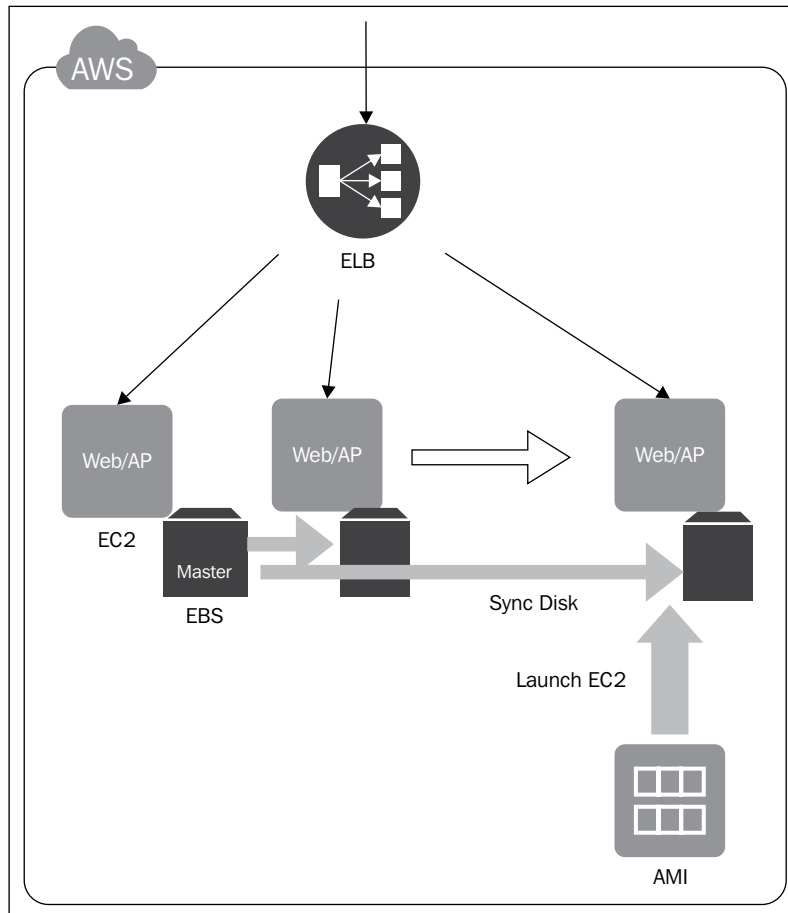 AWS
ELB
Web/AP
Web/AP
Web/AP
EC2
Master
EBS
Sync Disk
Launch EC2
AMI